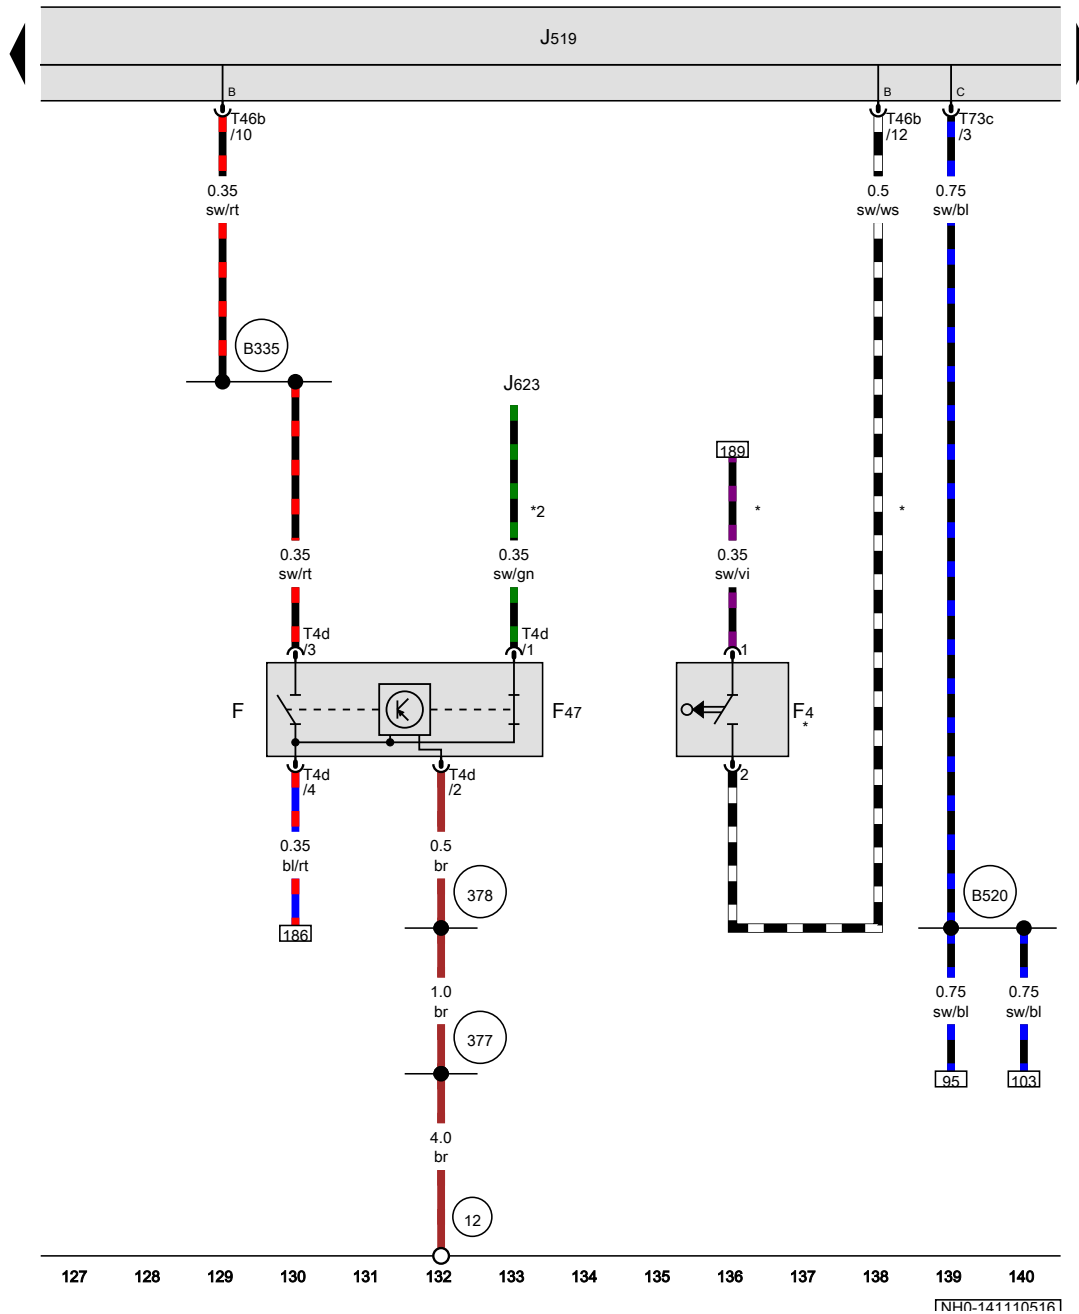 J519
B
B
C
T46b
/10
T46b
/12
T73c
/3
0.35
sw/rt
0.5
sw/ws
0.75
sw/bl
B335
J623
189
*2
*
*
0.35
sw/rt
0.35
sw/gn
0.35
sw/vi
T4d
/3
T4d
/1
1
F
F47
F4
*
T4d
/4
T4d
/2
2
0.35
bl/rt
0.5
br
378
B520
186
1.0
br
0.75
sw/bl
0.75
sw/bl
377
95
103
4.0
br
12
127 128 129 130 131 132 133 134 135 136 137 138 139 140
NH0-141110516